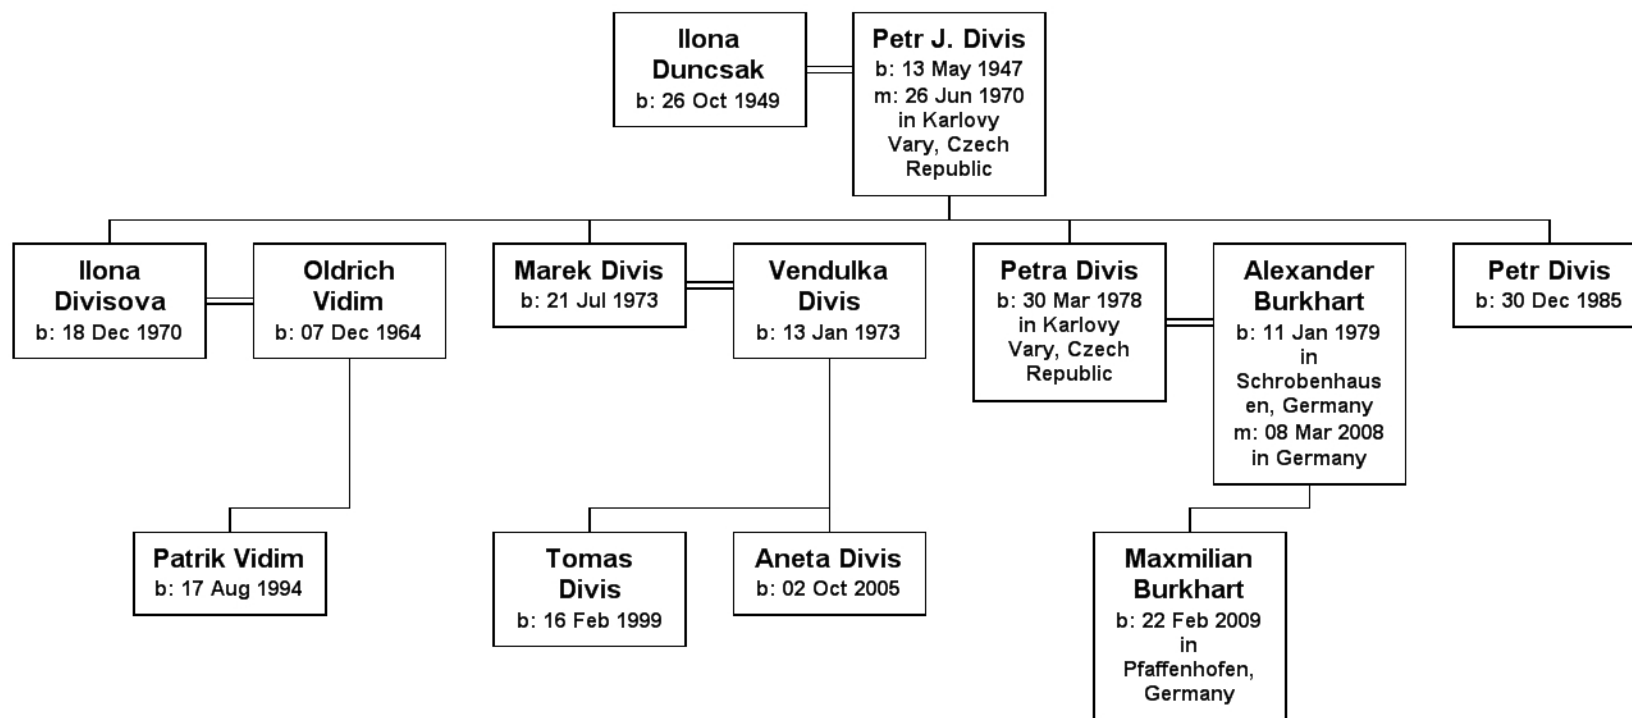 Ilona
Duncsak
b: 26 Oct 1949
Petr J. Divis
b: 13 May 1947
m: 26 Jun 1970
in Karlovy
Vary, Czech
Republic
Ilona
Divisova
b: 18 Dec 1970
Oldrich
Vidim
b: 07 Dec 1964
Marek Divis
b: 21 Jul 1973
Vendulka
Divis
b: 13 Jan 1973
Petra Divis
b: 30 Mar 1978
in Karlovy
Vary, Czech
Republic
Alexander
Burkhart
b: 11 Jan 1979
in
Schrobenhaus
en, Germany
m: 08 Mar 2008
in Germany
Petr Divis
b: 30 Dec 1985
Patrik Vidim
b: 17 Aug 1994
Tomas
Divis
b: 16 Feb 1999
Aneta Divis
b: 02 Oct 2005
Maxmilian
Burkhart
b: 22 Feb 2009
in
Pfaffenhofen,
Germany